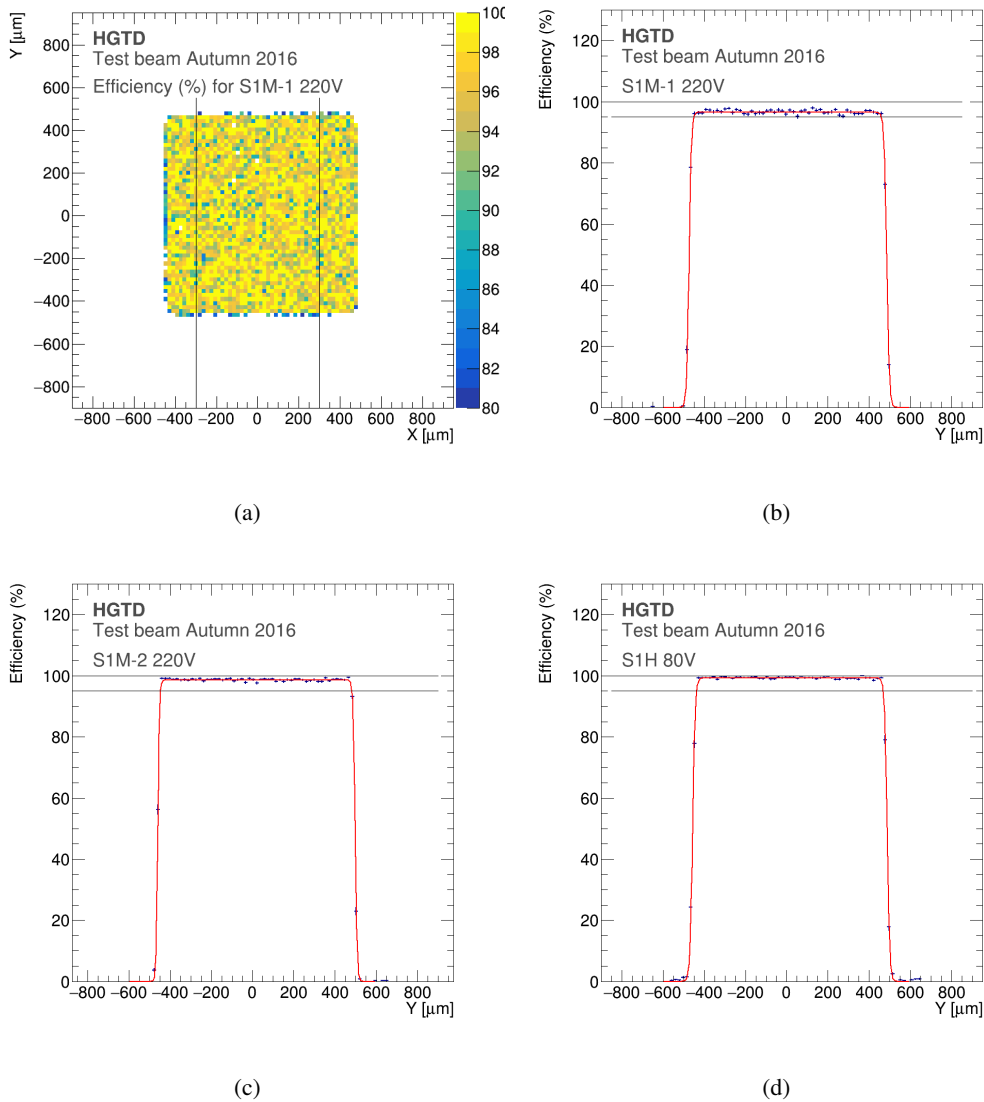 Y [μm]
800
600
400
200
0
−200
−400
−600
−800
HGTD
Test beam Autumn 2016
Efficiency (%) for S1M-1 220V
−800 −600 −400 −200 0 200 400 600 800
X [μm]
100
98
96
94
92
90
88
86
84
82
80
(a)
Efficiency (%)
120
100
80
60
40
20
0
HGTD
Test beam Autumn 2016
S1M-1 220V
−800 −600 −400 −200 0 200 400 600 800
Y [μm]
(b)
Efficiency (%)
120
100
80
60
40
20
0
HGTD
Test beam Autumn 2016
S1M-2 220V
−800 −600 −400 −200 0 200 400 600 800
Y [μm]
(c)
Efficiency (%)
120
100
80
60
40
20
0
HGTD
Test beam Autumn 2016
S1H 80V
−800 −600 −400 −200 0 200 400 600 800
Y [μm]
(d)